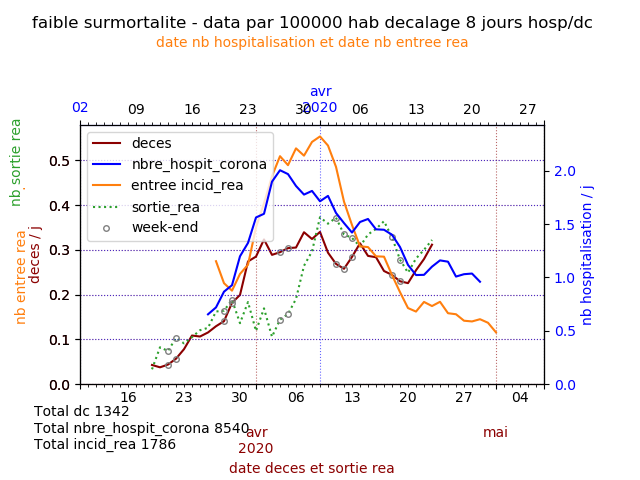 faible surmortalite - data par 100000 hab decalage 8 jours hosp/dc
date nb hospitalisation et date nb entree rea
avr
2020
02 09 16 23 30 06 13 20 27
nb sortie rea
nb entree rea
deces / j
nb hospitalisation / j
deces
nbre_hospit_corona
entree incid_rea
sortie_rea
week-end
0.5
0.4
0.3
0.2
0.1
0.0
2.0
1.5
1.0
0.5
0.0
16 23 30 06 13 20 27 04
Total dc 1342
Total nbre_hospit_corona 8540
Total incid_rea 1786
avr
2020
mai
date deces et sortie rea